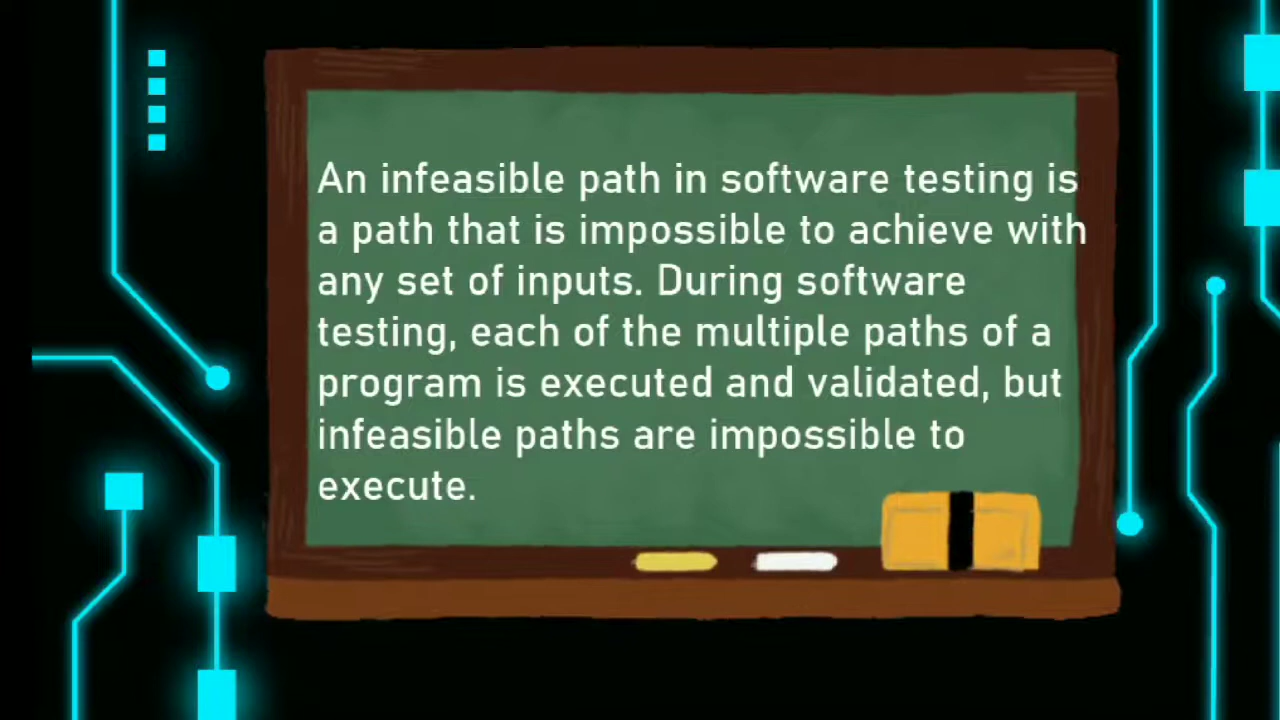 An infeasible path in software testing is
a path that is impossible to achieve with
any set of inputs. During software
testing, each of the multiple paths of a
program is executed and validated, but
infeasible paths are impossible to
execute.